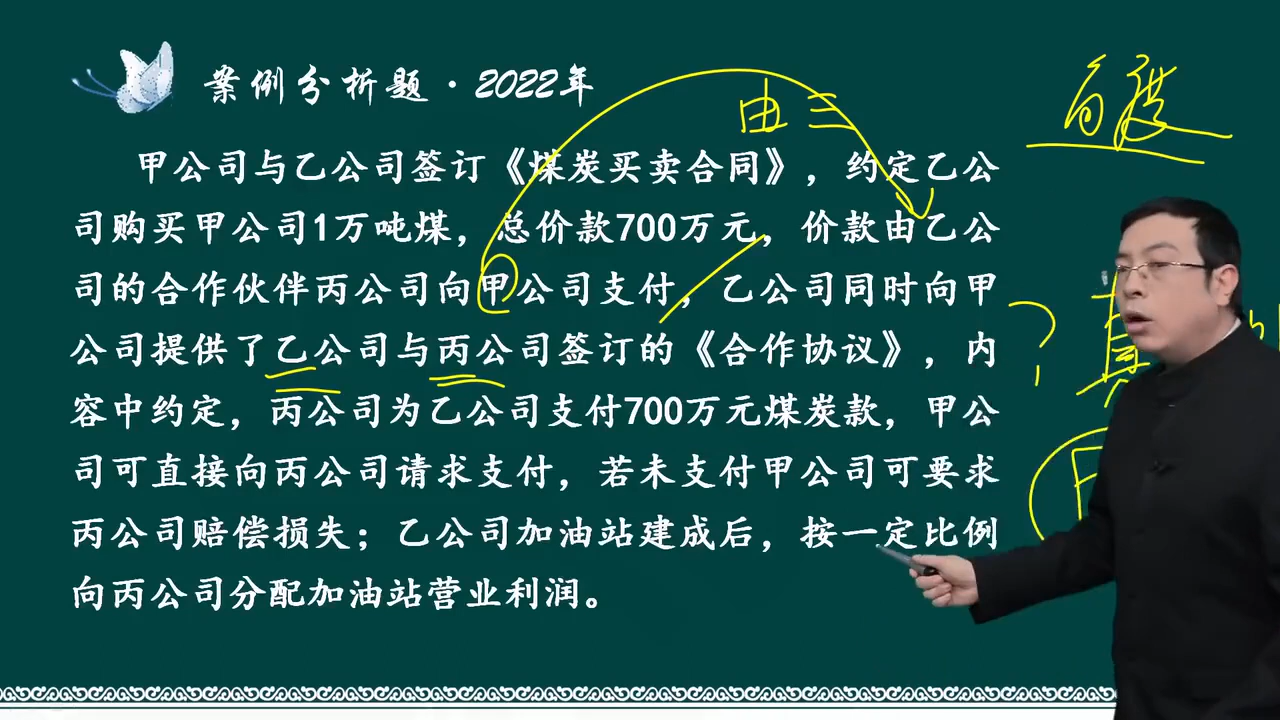 案例分析题·2022年
由三
甲公司与乙公司签订《煤炭买卖合同》，约定乙公
司购买甲公司1万吨煤，总价款700万元，价款由乙公
司的合作伙伴丙公司向甲公司支付，乙公司同时向甲
公司提供了乙公司与丙公司签订的《合作协议》，内
容中约定，丙公司为乙公司支付700万元煤炭款，甲公
司可直接向丙公司请求支付，若未支付甲公司可要求
丙公司赔偿损失；乙公司加油站建成后，按一定比例
向丙公司分配加油站营业利润。
？